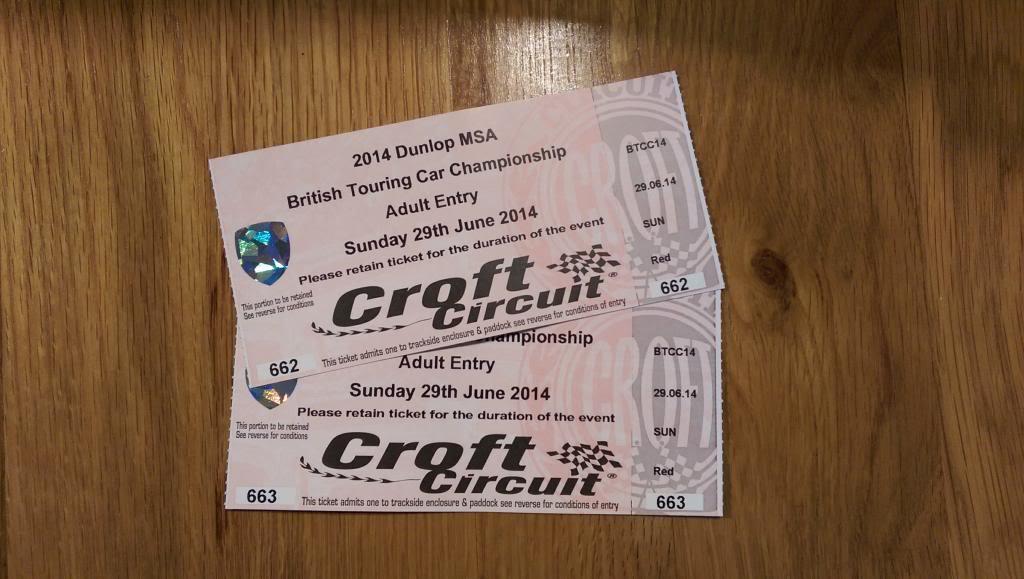 2014 Dunlop MSA
British Touring Car Championship
Adult Entry
Sunday 29th June 2014
Please retain ticket for the duration of the event
This portion to be retained
See reverse for conditions
Croft
Circuit®
This ticket admits one to trackside enclosure & paddock see reverse for conditions of entry
662
BTCC14
29.06.14
SUN
Red
662
ampionship
Adult Entry
Sunday 29th June 2014
Please retain ticket for the duration of the event
This portion to be retained
See reverse for conditions
Croft
Circuit®
663
This ticket admits one to trackside enclosure & paddock see reverse for conditions of entry
BTCC14
29.06.14
SUN
Red
663